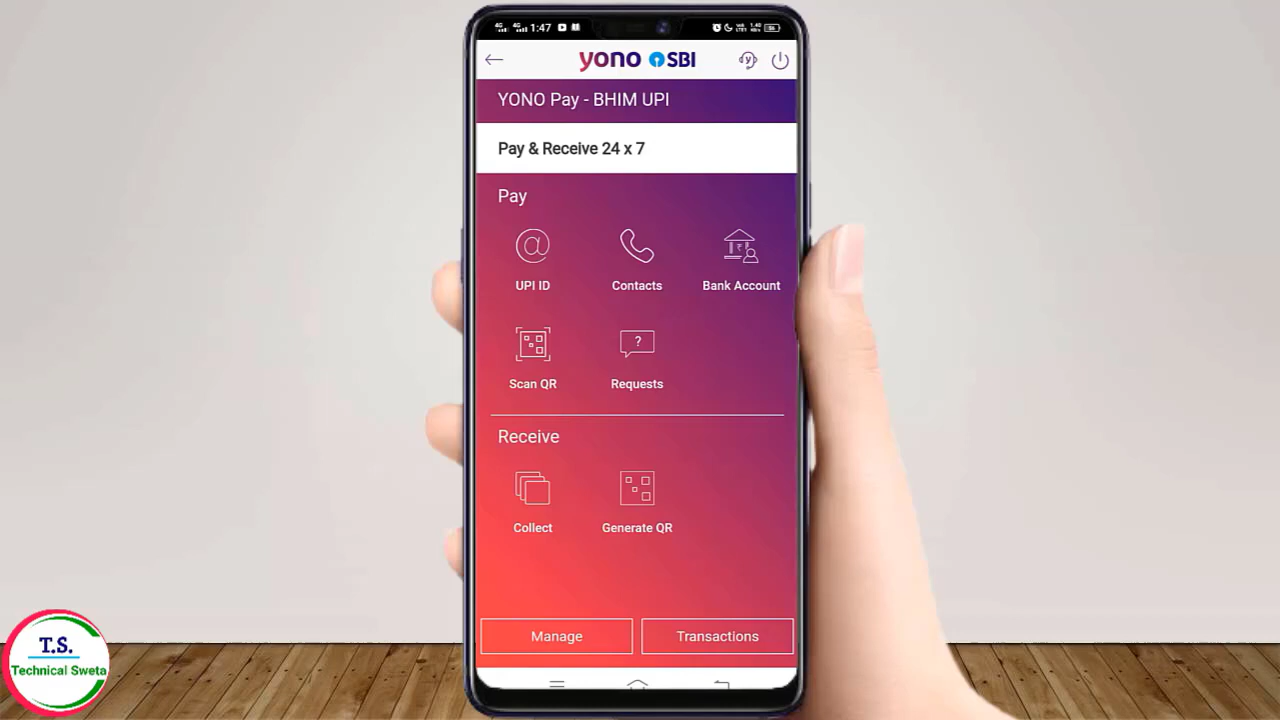 1:47
yono SBI
YONO Pay - BHIM UPI
Pay & Receive 24 x 7
Pay
UPI ID
Contacts
Bank Account
Scan QR
Requests
Receive
Collect
Generate QR
Manage
Transactions
T.S.
Technical Sweta